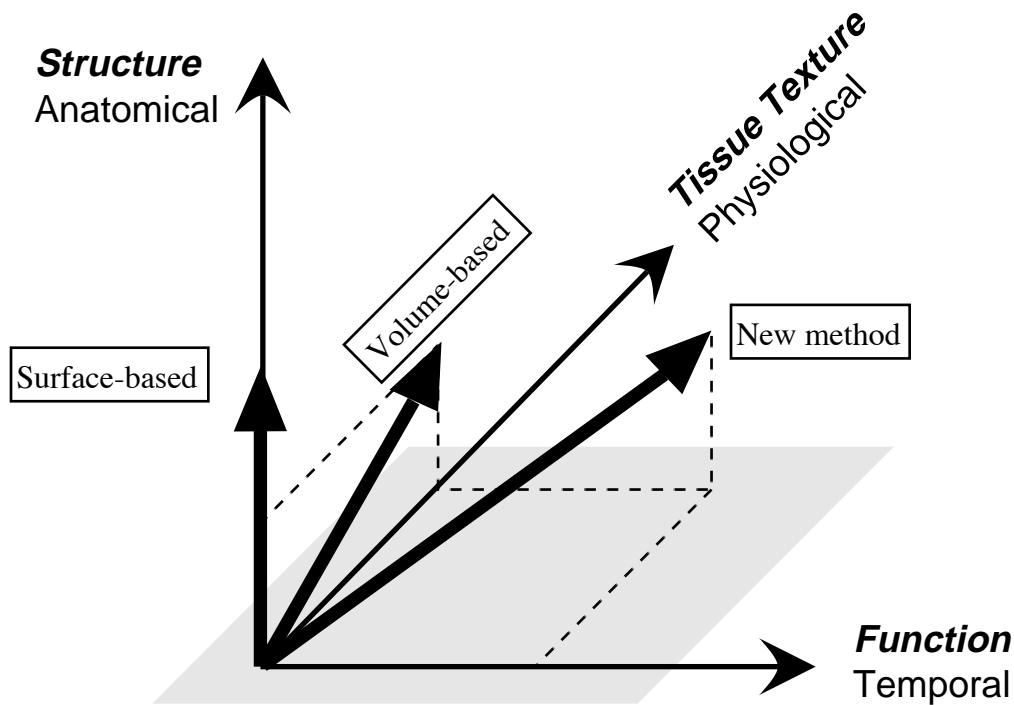 Structure
Anatomical
Tissue Texture
Physiological
Volume-based
New method
Surface-based
Function
Temporal